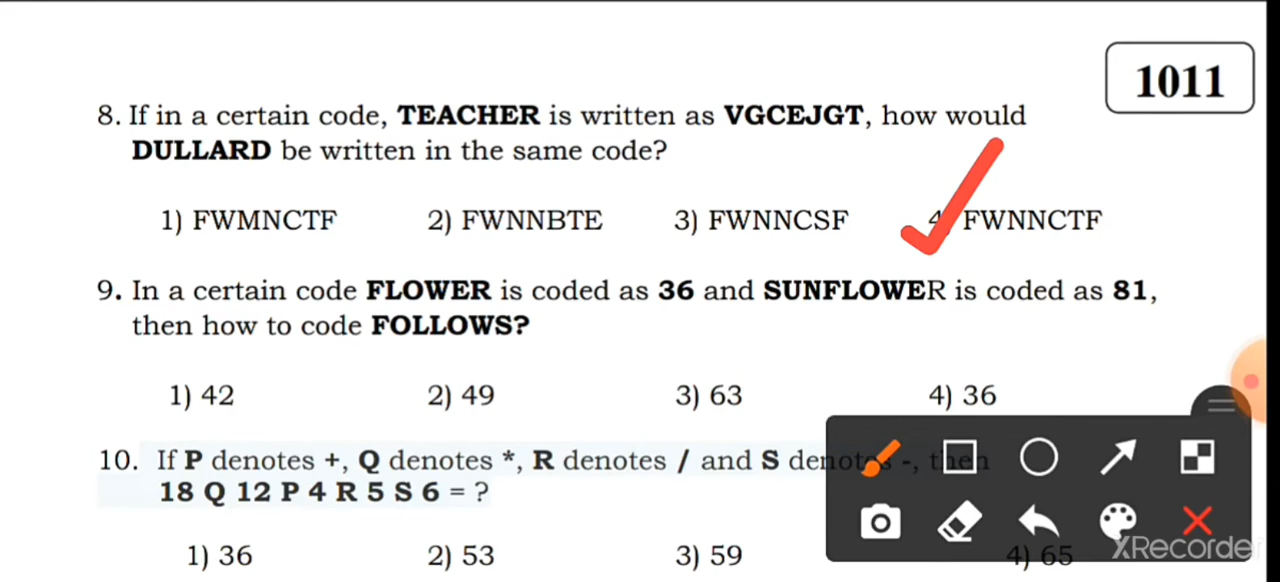 1011
8. If in a certain code, TEACHER is written as VGCEJGT, how would
DULLARD be written in the same code?
1) FWMNCTF 2) FWNNBTE 3) FWNNCSF 4) FWNNCTF
9. In a certain code FLOWER is coded as 36 and SUNFLOWER is coded as 81,
then how to code FOLLOWS?
1) 42 2) 49 3) 63 4) 36
10. If P denotes +, Q denotes *, R denotes / and S denotes -, then
18 Q 12 P 4 R 5 S 6 = ?
1) 36 2) 53 3) 59 4) 65
XRecorder